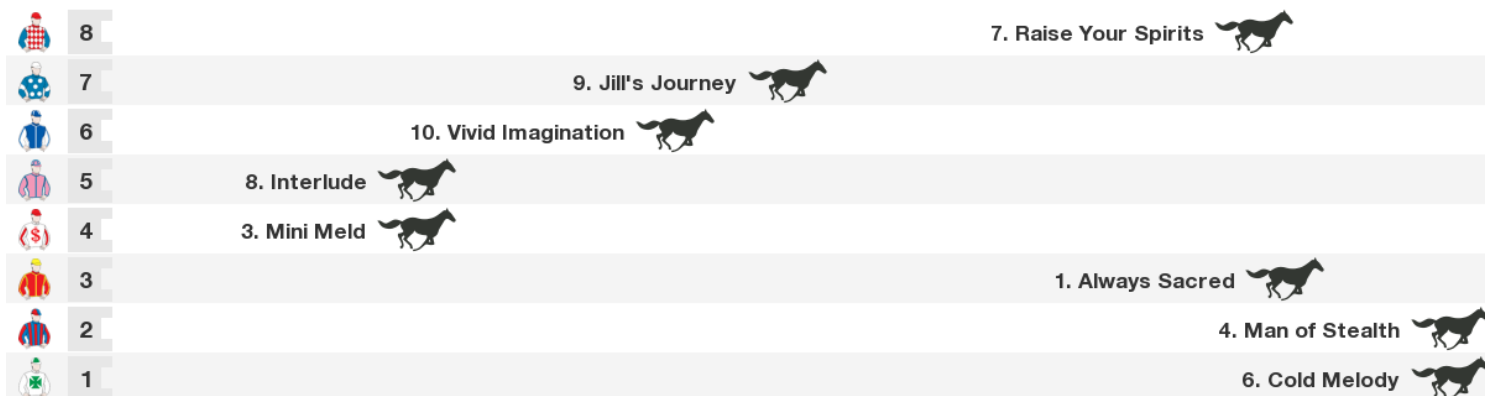 8 7. Raise Your Spirits
7 9. Jill's Journey
6 10. Vivid Imagination
5 8. Interlude
$ 4 3. Mini Meld
3 1. Always Sacred
2 4. Man of Stealth
1 6. Cold Melody